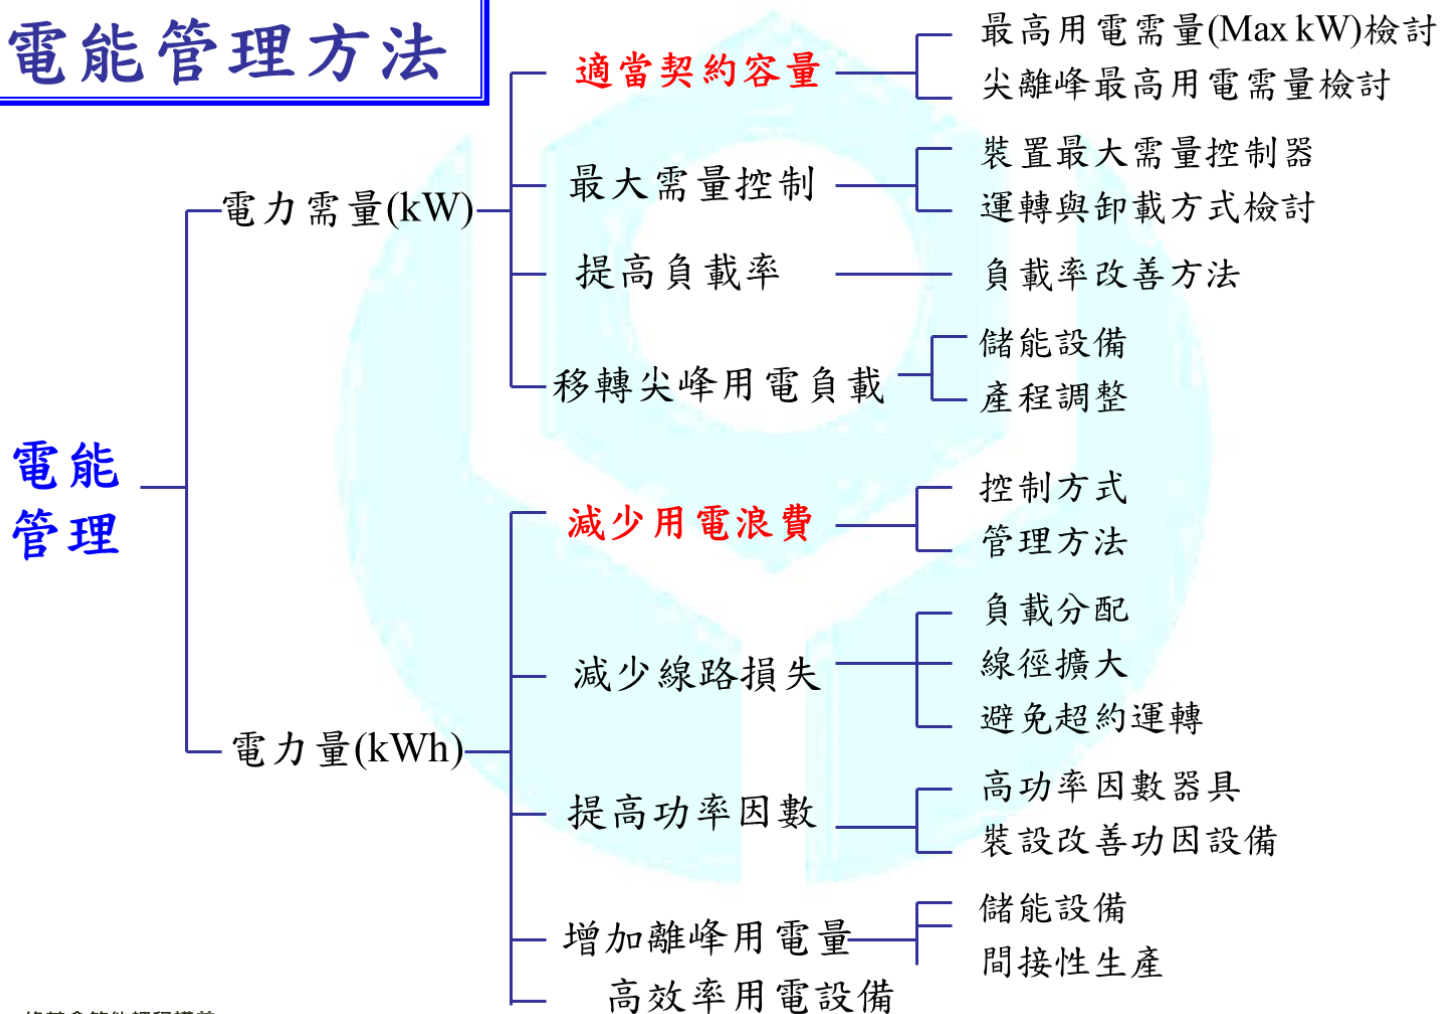 電能管理方法
適當契約容量
最高用電需量(Max kW)檢討
尖離峰最高用電需量檢討
最大需量控制
裝置最大需量控制器
運轉與卸載方式檢討
電力需量(kW)
提高負載率
負載率改善方法
移轉尖峰用電負載
儲能設備
產程調整
電能
管理
減少用電浪費
控制方式
管理方法
減少線路損失
負載分配
線徑擴大
避免超約運轉
電力量(kWh)
提高功率因數
高功率因數器具
裝設改善功因設備
增加離峰用電量
儲能設備
間接性生產
高效率用電設備